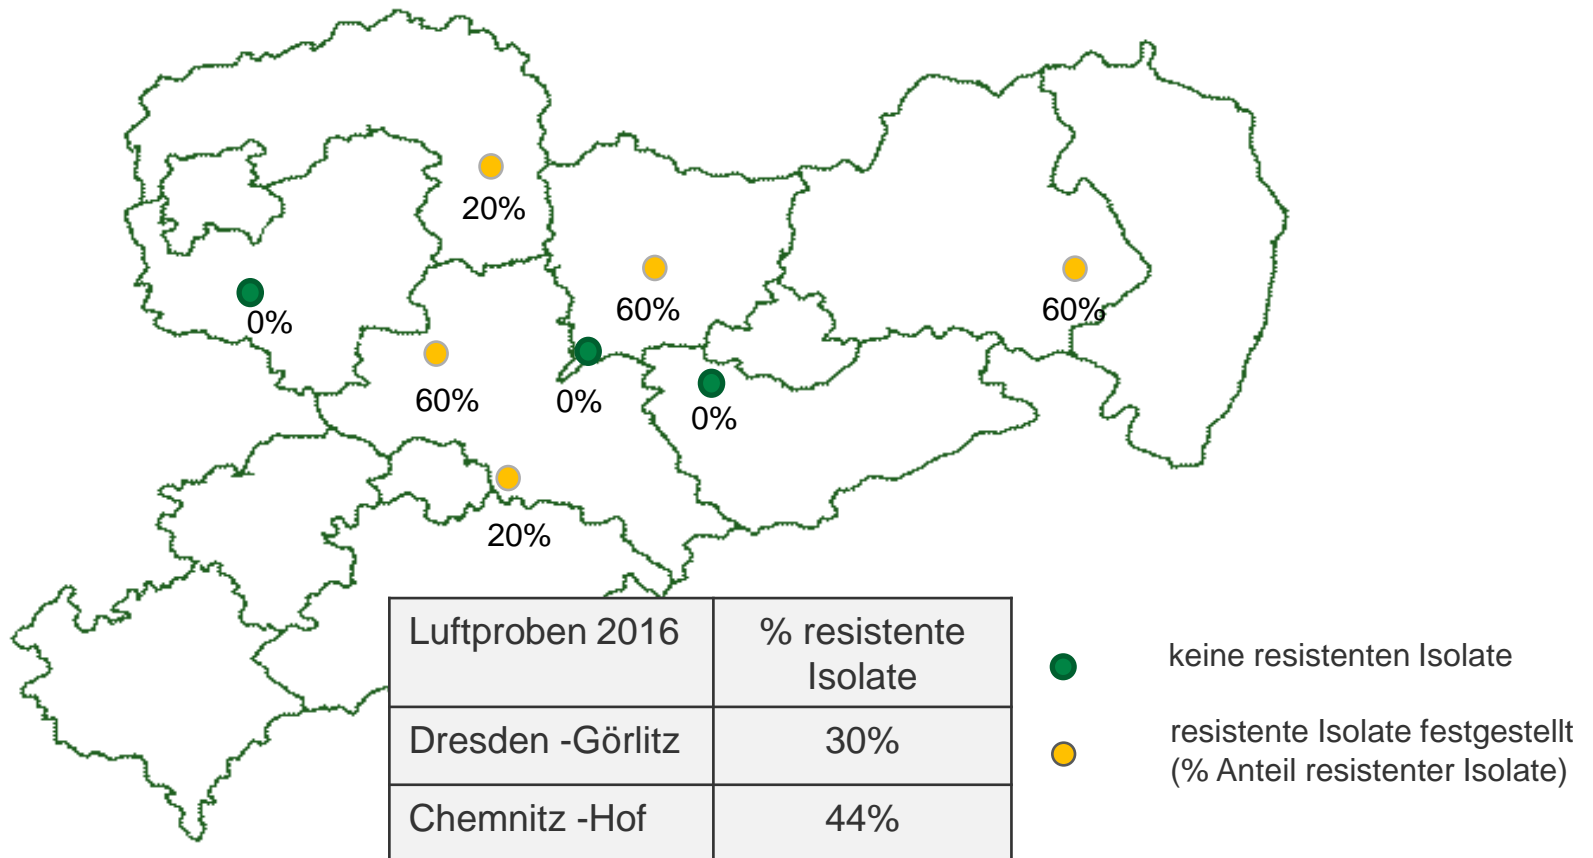 20%
60%
60%
0%
60%
0%
0%
20%
Luftproben 2016
% resistente
Isolate
Dresden -Görlitz
30%
Chemnitz -Hof
44%
keine resistenten Isolate
resistente Isolate festgestellt
(% Anteil resistenter Isolate)